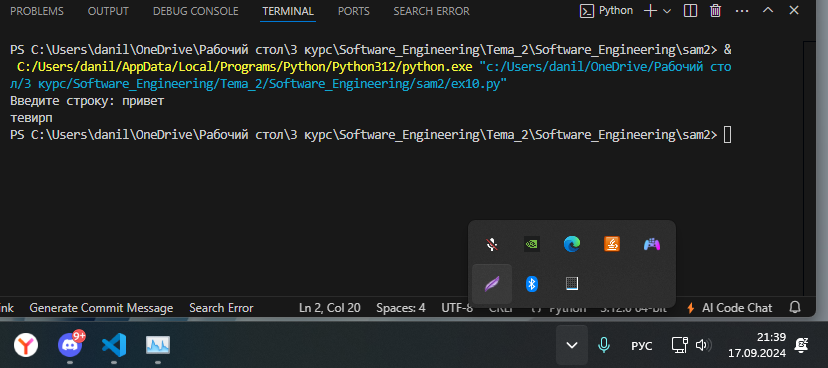 PROBLEMS OUTPUT DEBUG CONSOLE TERMINAL PORTS SEARCH ERROR Python
PS C:\Users\danil\OneDrive\Рабочий стол\3 курс\Software_Engineering\Tema_2\Software_Engineering\sam2> &
C:/Users/danil/AppData/Local/Programs/Python/Python312/python.exe "c:/Users/danil/OneDrive/Рабочий сто
л/3 курс/Software_Engineering/Tema_2/Software_Engineering/sam2/ex10.py"
Введите строку: привет
тевирп
PS C:\Users\danil\OneDrive\Рабочий стол\3 курс\Software_Engineering\Tema_2\Software_Engineering\sam2>
ink Generate Commit Message Search Error Ln 2, Col 20 Spaces: 4 UTF-8 CRLF Python 3.12.0 64-bit AI Code Chat
9+ РУС 21:39
17.09.2024